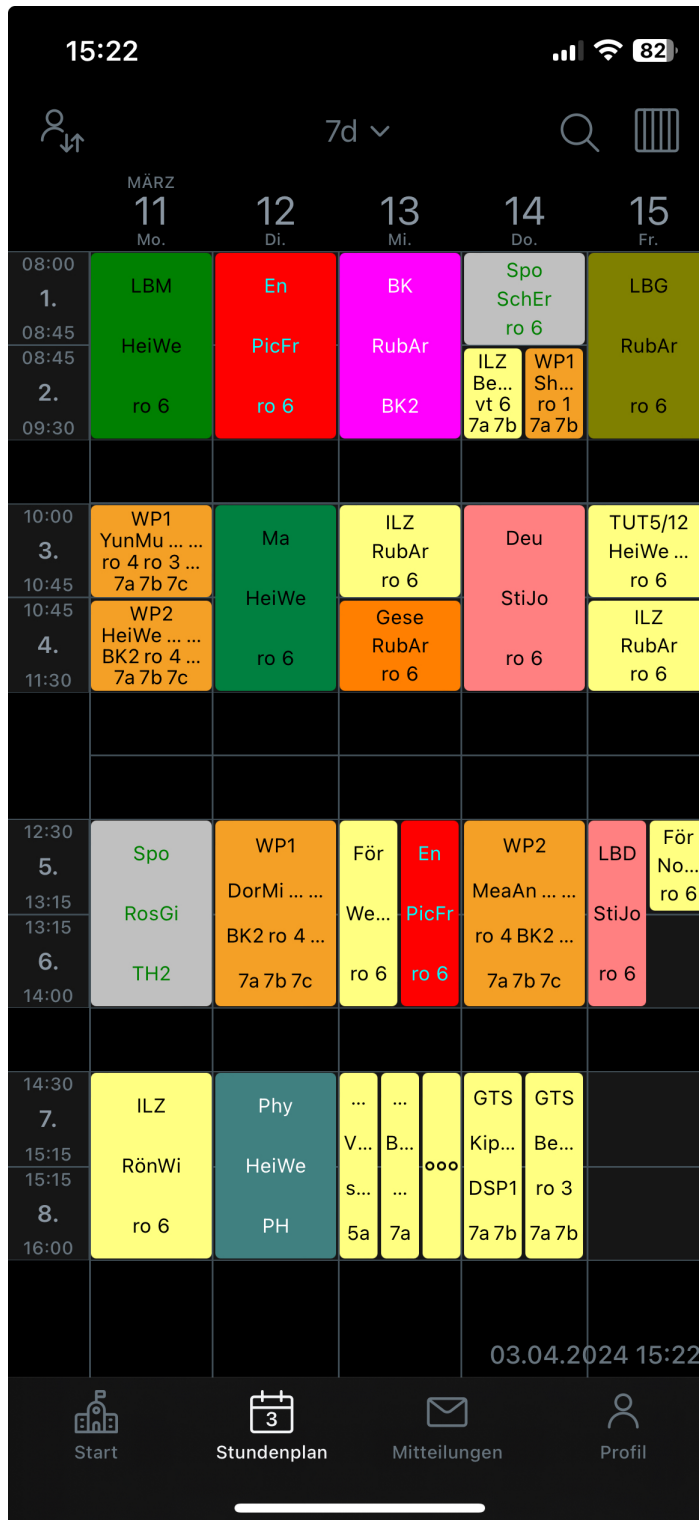 15:22
82
7d
MÄRZ
11 12 13 14 15
Mo. Di. Mi. Do. Fr.
08:00
1.
08:45
LBM
HeiWe
ro 6
En
PicFr
ro 6
BK
RubAr
BK2
Spo
SchEr
ro 6
LBG
RubAr
ro 6
08:45
2.
09:30
ILZ
Be...
vt 6
7a 7b
WP1
Sh...
ro 1
7a 7b
10:00
3.
10:45
WP1
YunMu ... ...
ro 4 ro 3 ...
7a 7b 7c
Ma
HeiWe
ro 6
ILZ
RubAr
ro 6
Deu
StiJo
ro 6
TUT5/12
HeiWe ...
ro 6
10:45
4.
11:30
WP2
HeiWe ... ...
BK2 ro 4 ...
7a 7b 7c
Gese
RubAr
ro 6
ILZ
RubAr
ro 6
12:30
5.
13:15
13:15
6.
14:00
Spo
RosGi
TH2
WP1
DorMi ... ...
BK2 ro 4 ...
7a 7b 7c
För
We...
ro 6
En
PicFr
ro 6
WP2
MeaAn ... ...
ro 4 BK2 ...
7a 7b 7c
LBD
StiJo
ro 6
För
No...
ro 6
14:30
7.
15:15
15:15
8.
16:00
ILZ
RönWi
ro 6
Phy
HeiWe
PH
...
V...
s...
5a
...
B...
...
7a
GTS
Kip...
DSP1
7a 7b
GTS
Be...
ro 3
7a 7b
03.04.2024 15:22
3
Start Stundenplan Mitteilungen Profil